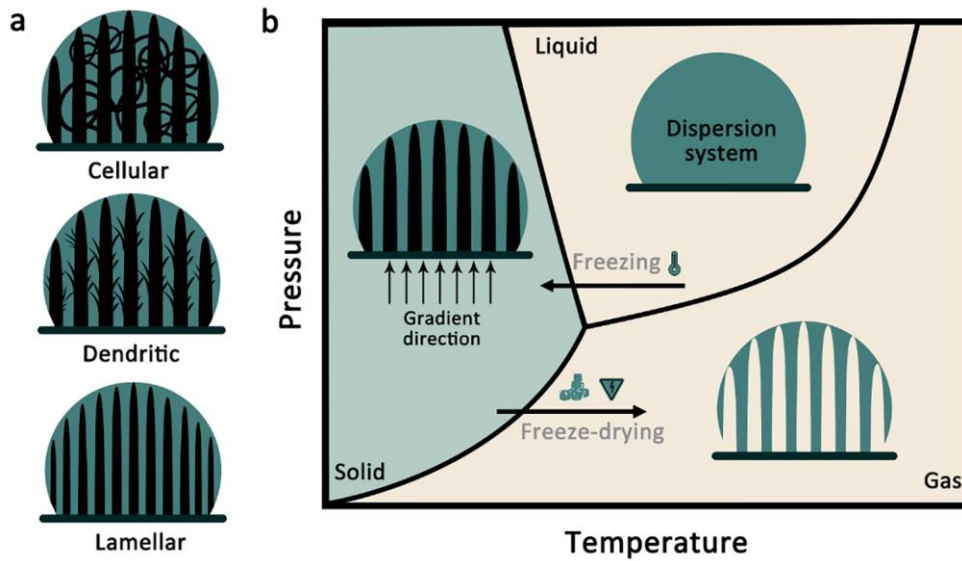 a
Cellular
Dendritic
Lamellar
b
Liquid
Dispersion
system
Freezing
Gradient
direction
Freeze-drying
Solid
Gas
Pressure
Temperature